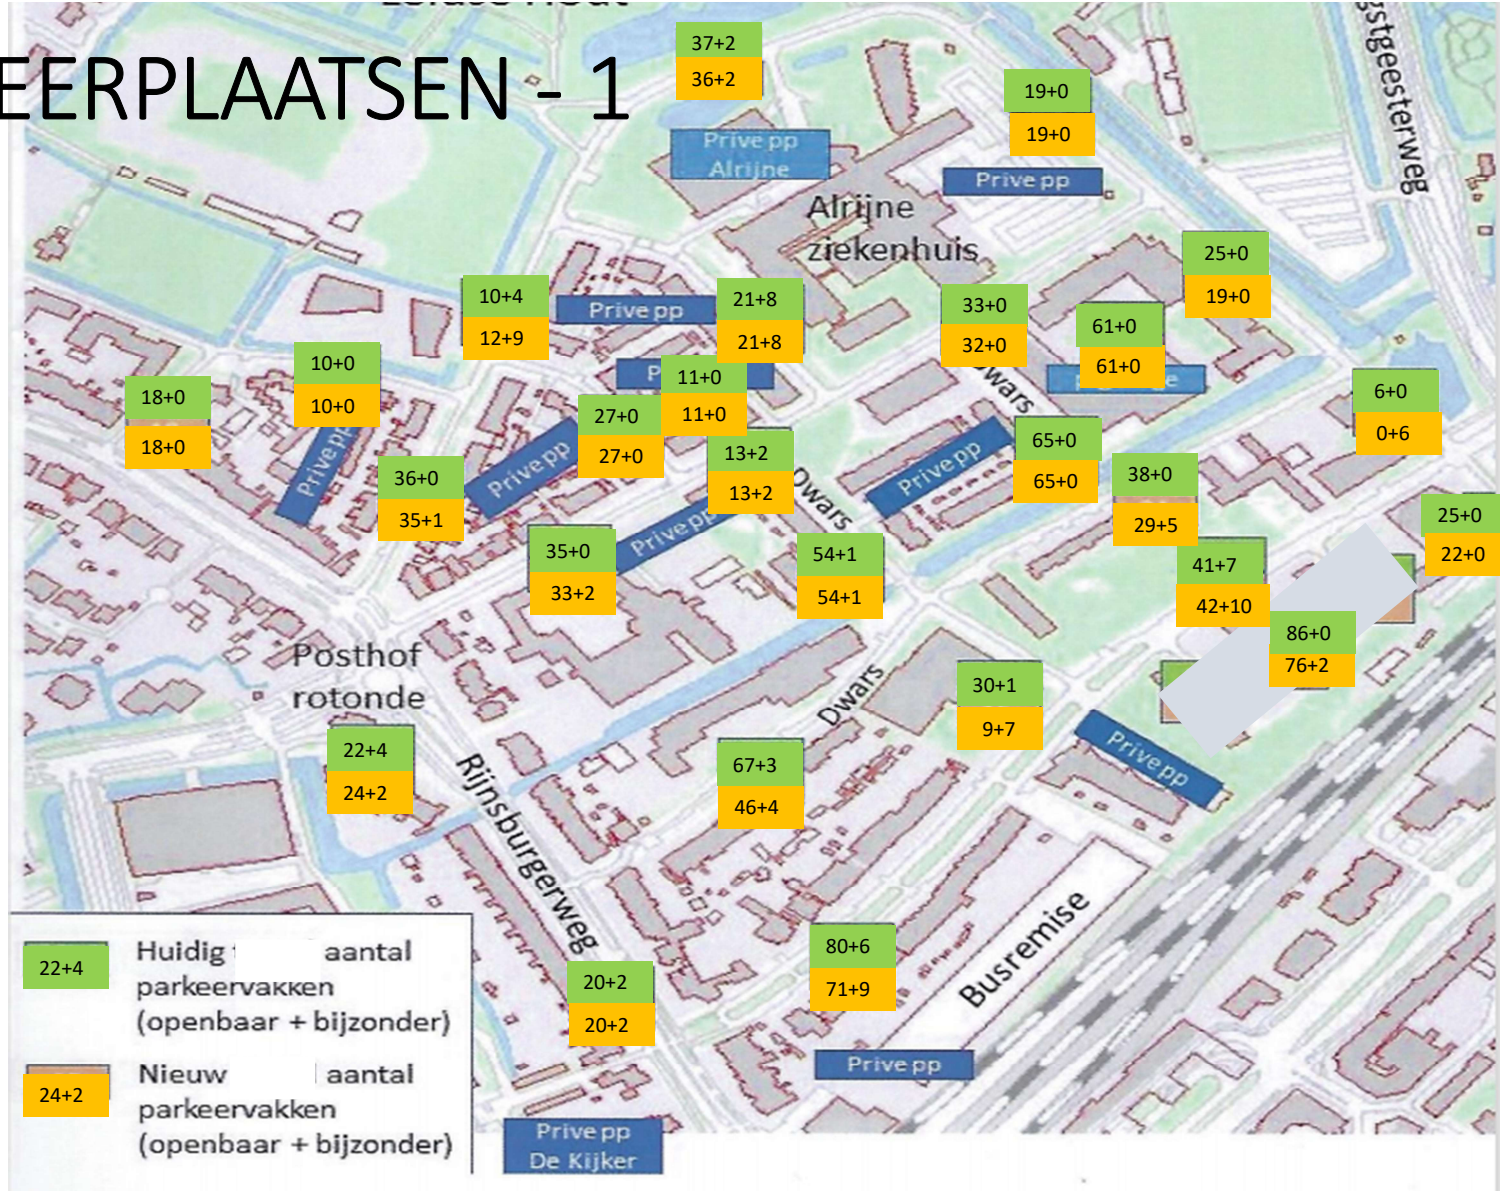 EERPLAATSEN - 1
37+2
36+2
19+0
19+0
Prive pp
Alrijne
Prive pp
gstgeesterweg
Alrijne
ziekenhuis
25+0
19+0
10+4
12+9
Prive pp
21+8
21+8
33+0
32+0
61+0
61+0
Dwars
10+0
10+0
11+0
11+0
18+0
18+0
6+0
0+6
27+0
27+0
Prive pp
Prive pp
36+0
35+1
13+2
13+2
Dwars
Prive pp
65+0
65+0
38+0
29+5
25+0
22+0
35+0
33+2
Prive pp
54+1
54+1
41+7
42+10
86+0
76+2
Posthof
rotonde
30+1
9+7
Dwars
22+4
24+2
Rijnsburgerweg
67+3
46+4
Prive pp
Busremise
80+6
71+9
20+2
20+2
Prive pp
22+4
Huidig aantal
parkeervakken
(openbaar + bijzonder)
24+2
Nieuw aantal
parkeervakken
(openbaar + bijzonder)
Prive pp
De Kijker